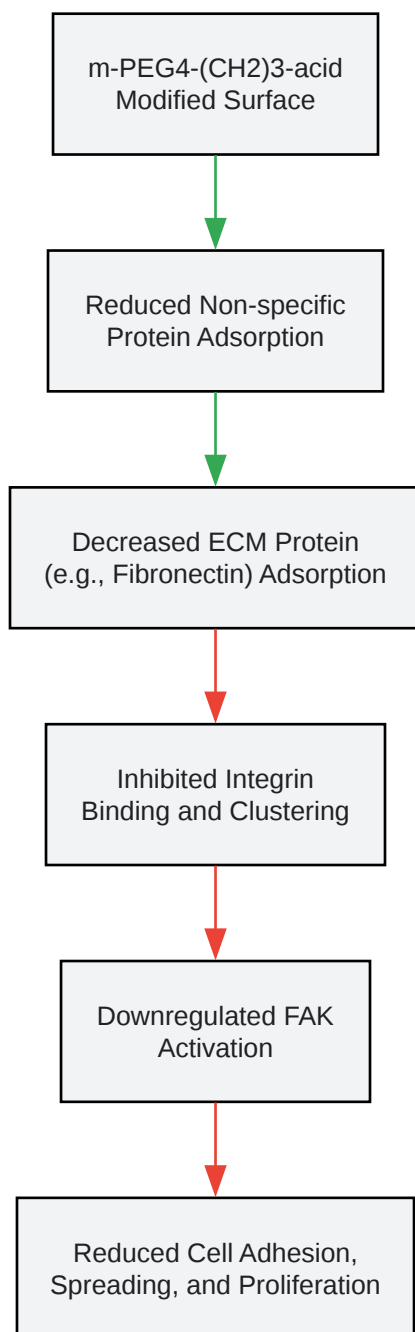 m-PEG4-(CH2)3-acid
Modified Surface
Reduced Non-specific
Protein Adsorption
Decreased ECM Protein
(e.g., Fibronectin) Adsorption
Inhibited Integrin
Binding and Clustering
Downregulated FAK
Activation
Reduced Cell Adhesion,
Spreading, and Proliferation